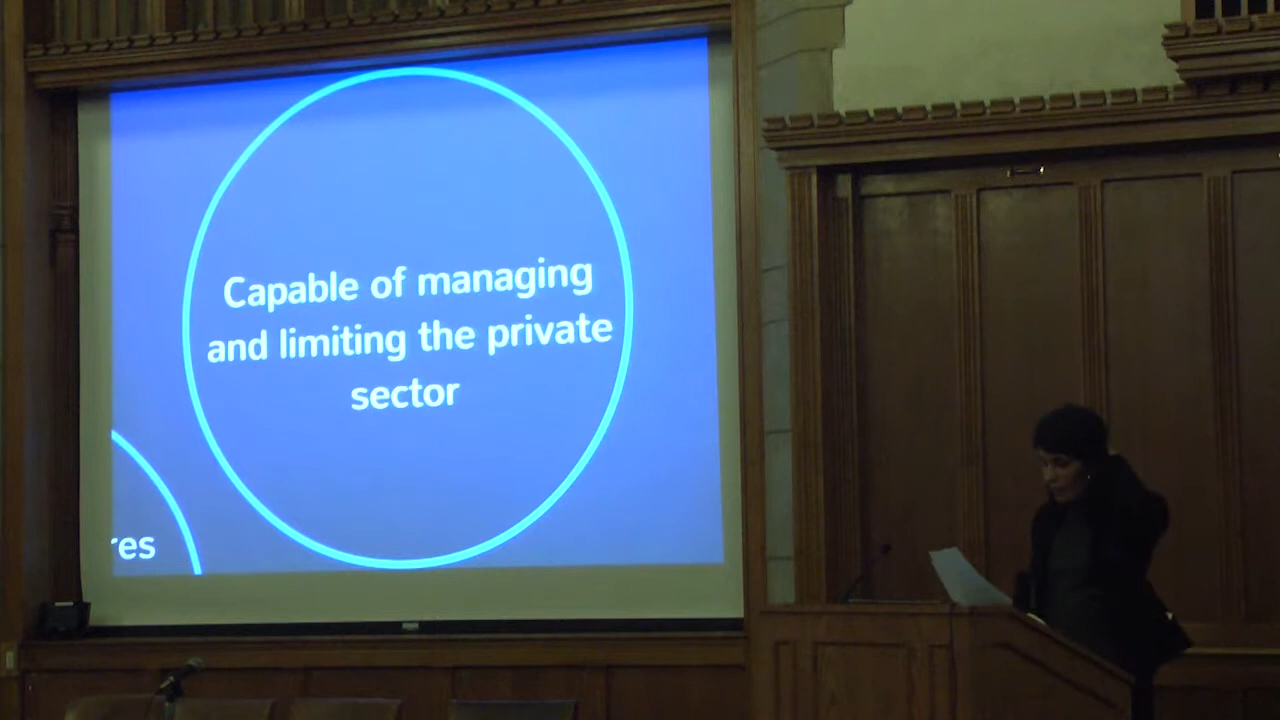 Capable of managing
and limiting the private
sector
res